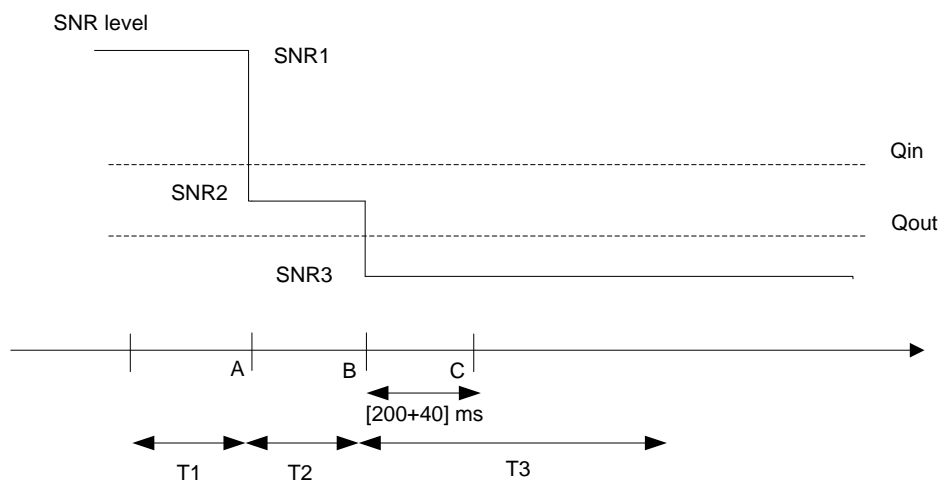 SNR level
SNR1
Qin
SNR2
Qout
SNR3
A
B
C
[200+40] ms
T1
T2
T3